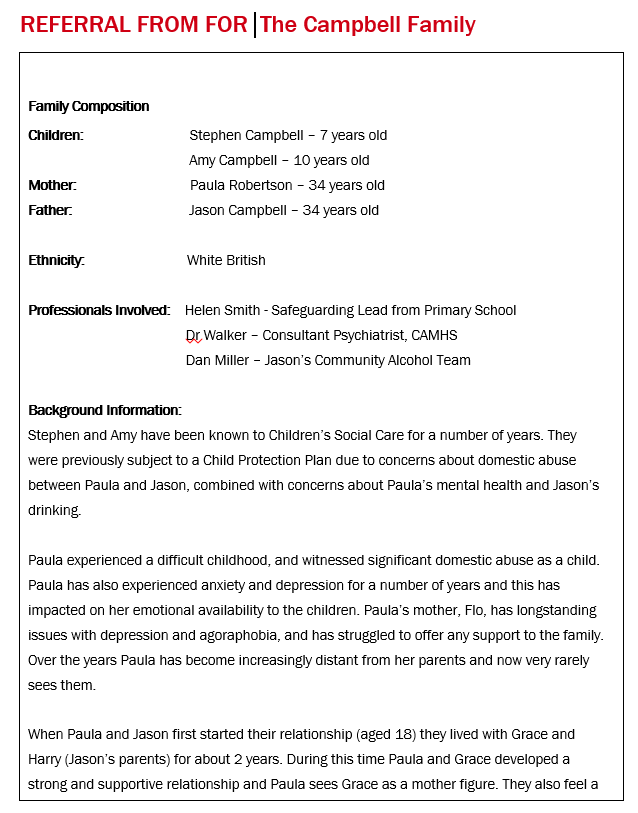 REFERRAL FROM FOR The Campbell Family
Family Composition
Children: Stephen Campbell – 7 years old
Amy Campbell – 10 years old
Mother: Paula Robertson – 34 years old
Father: Jason Campbell – 34 years old
Ethnicity: White British
Professionals Involved: Helen Smith - Safeguarding Lead from Primary School
Dr Walker – Consultant Psychiatrist, CAMHS
Dan Miller – Jason’s Community Alcohol Team
Background Information:
Stephen and Amy have been known to Children’s Social Care for a number of years. They
were previously subject to a Child Protection Plan due to concerns about domestic abuse
between Paula and Jason, combined with concerns about Paula’s mental health and Jason’s
drinking.
Paula experienced a difficult childhood, and witnessed significant domestic abuse as a child.
Paula has also experienced anxiety and depression for a number of years and this has
impacted on her emotional availability to the children. Paula’s mother, Flo, has longstanding
issues with depression and agoraphobia, and has struggled to offer any support to the family.
Over the years Paula has become increasingly distant from her parents and now very rarely
sees them.
When Paula and Jason first started their relationship (aged 18) they lived with Grace and
Harry (Jason’s parents) for about 2 years. During this time Paula and Grace developed a
strong and supportive relationship and Paula sees Grace as a mother figure. They also feel a